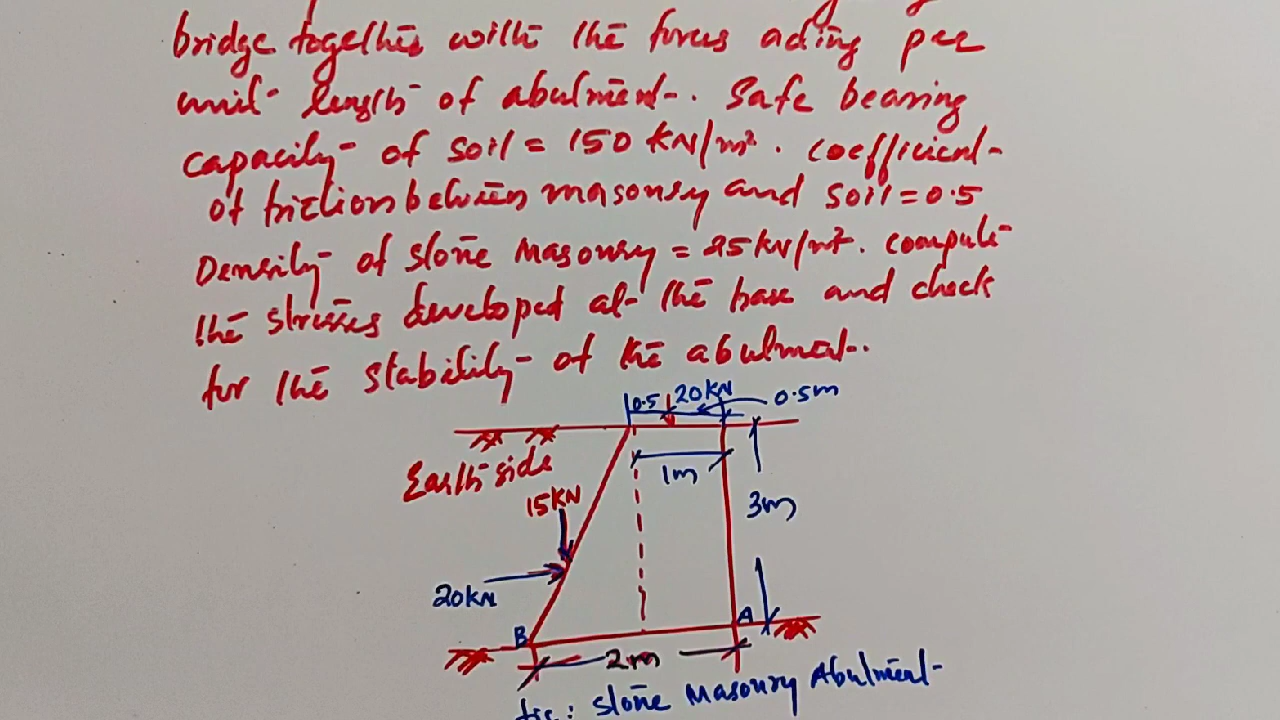 bridge together with the forces acting per
unit length of abutment. Safe bearing
capacity of soil = 150 KN/m². coefficient
of friction between masonry and soil = 0.5
Density of stone masonry = 25 kN/m². compute
the stresses developed at the base and check
for the stability of the abutment.
0.5 20KN 0.5m
Earth side
1m
15KN
3m
20KN
B
A
2m
fig: stone Masonry Abutment